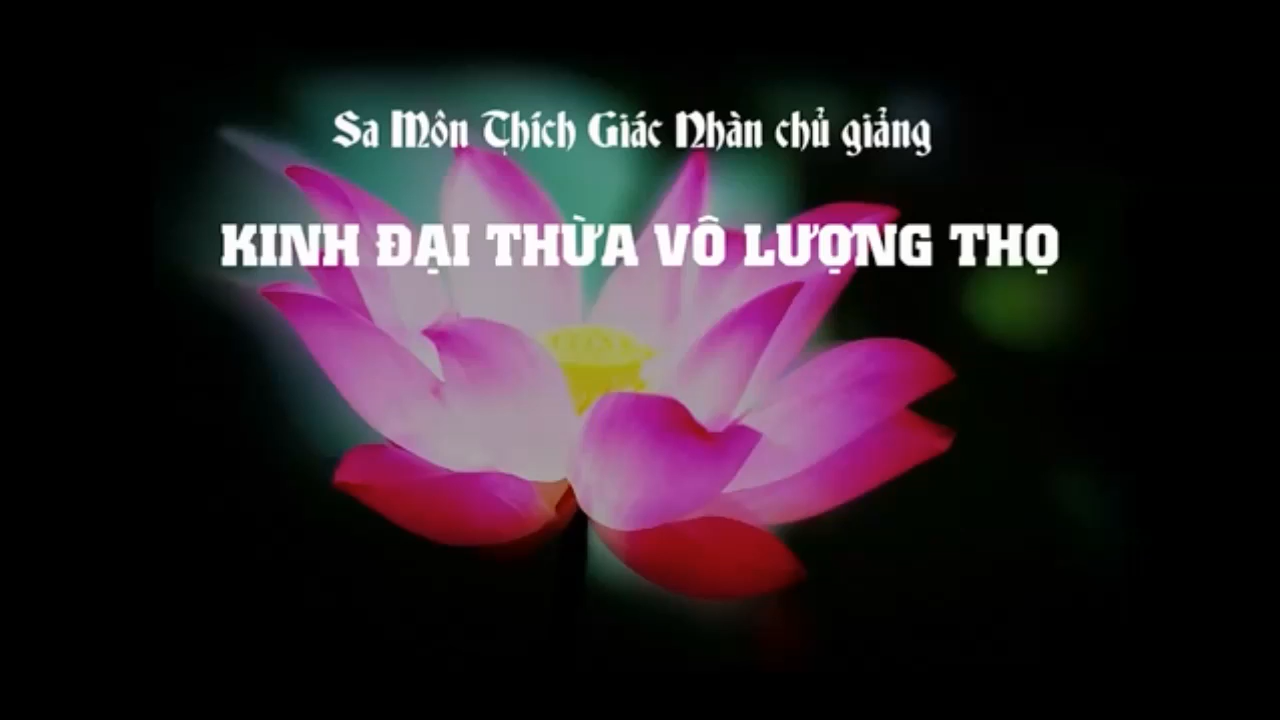 Sa Môn Thích Giác Nhàn chủ giảng
KINH ĐẠI THỪA VÔ LƯỢNG THỌ